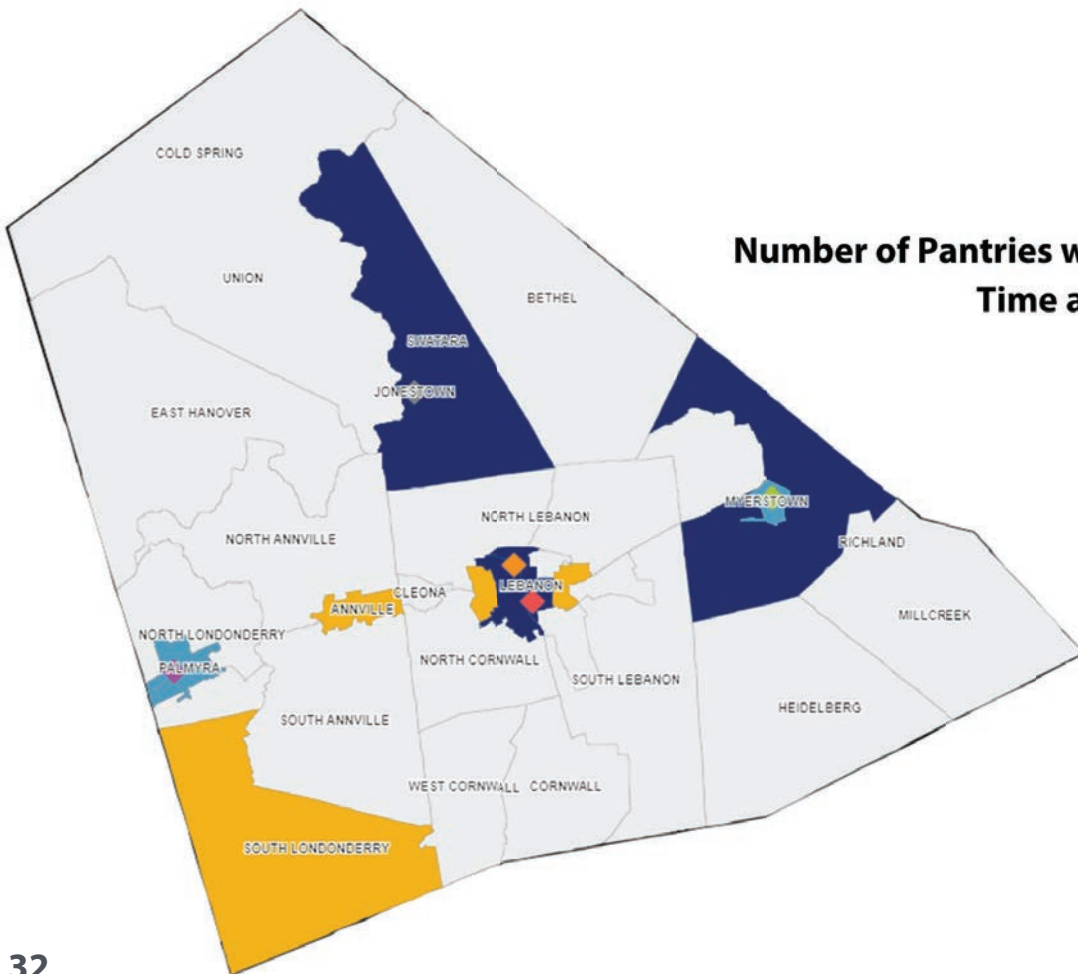 COLD SPRING
Number of Pantries w
Time a
UNION
BETHEL
SWATARA
JONESTOWN
EAST HANOVER
MYERSTOWN
NORTH LEBANON
NORTH ANNVILLE
RICHLAND
LEBANON
CLEONA
ANNVILLE
MILLCREEK
NORTH LONDONDERRY
NORTH CORNWALL
PALMYRA
SOUTH LEBANON
HEIDELBERG
SOUTH ANNVILLE
WEST CORNWALL
CORNWALL
SOUTH LONDONDERRY
32